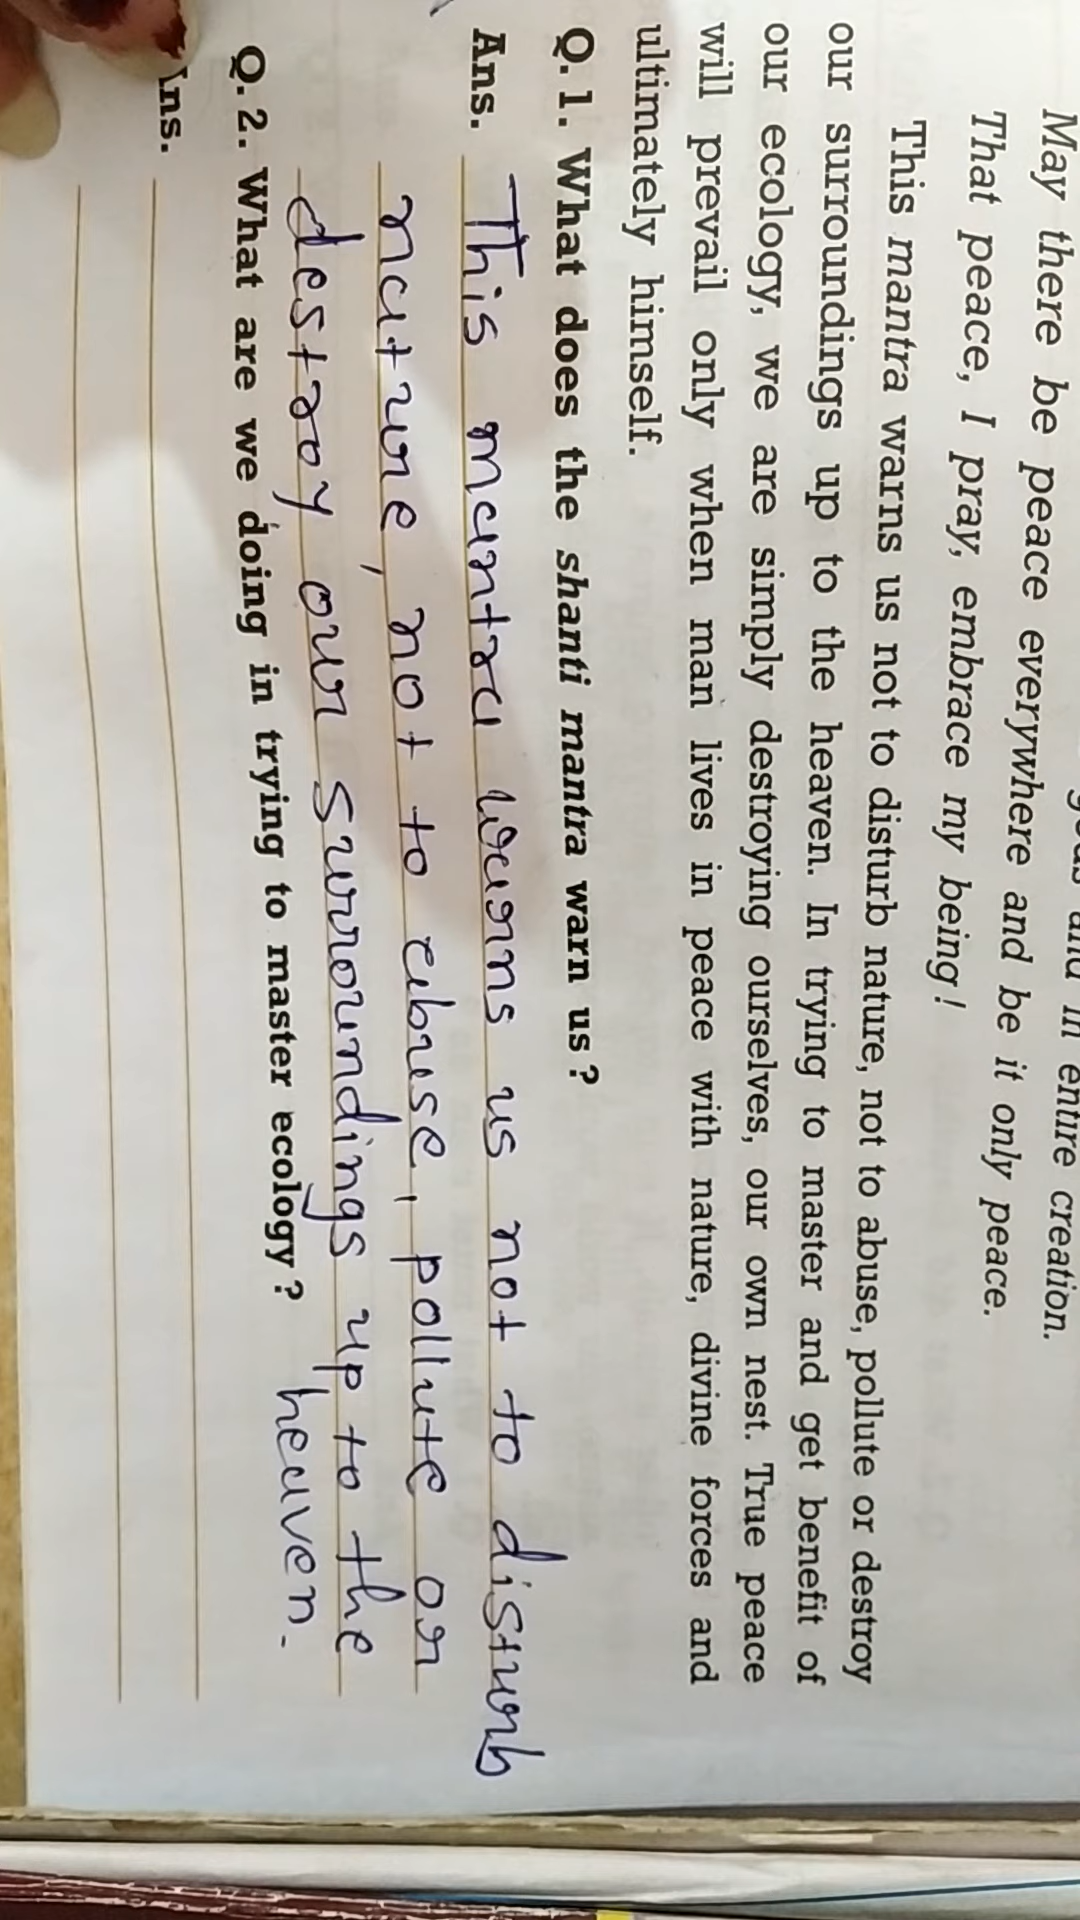 and in entire creation.
May there be peace everywhere and be it only peace.
That peace, I pray, embrace my being!
This mantra warns us not to disturb nature, not to abuse, pollute or destroy
our surroundings up to the heaven. In trying to master and get benefit of
our ecology, we are simply destroying ourselves, our own nest. True peace
will prevail only when man lives in peace with nature, divine forces and
ultimately himself.
Q. 1. What does the shanti mantra warn us?
Ans. This mantra warns us not to disturb
nature, not to abuse, pollute or
destroy our surroundings up to the
heaven.
Q. 2. What are we doing in trying to master ecology?
Ans.